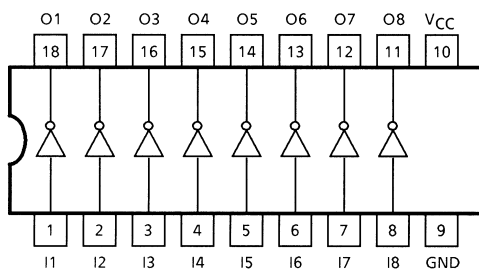 O1 O2 O3 O4 O5 O6 O7 O8 VCC
18 17 16 15 14 13 12 11 10
1 2 3 4 5 6 7 8 9
I1 I2 I3 I4 I5 I6 I7 I8 GND